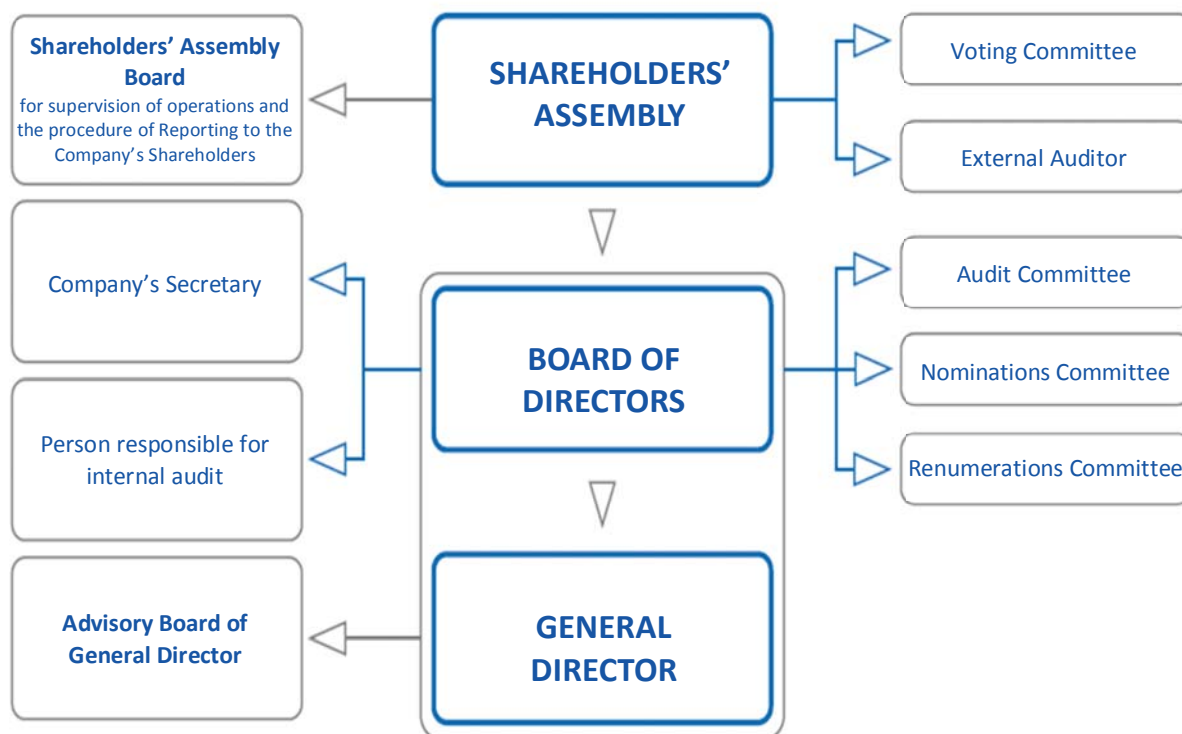 Shareholders’ Assembly
Board
for supervision of operations and
the procedure of Reporting to the
Company’s Shareholders
SHAREHOLDERS’
ASSEMBLY
Voting Committee
External Auditor
Company’s Secretary
Person responsible for
internal audit
BOARD OF
DIRECTORS
Audit Committee
Nominations Committee
Renumerations Committee
Advisory Board of
General Director
GENERAL
DIRECTOR